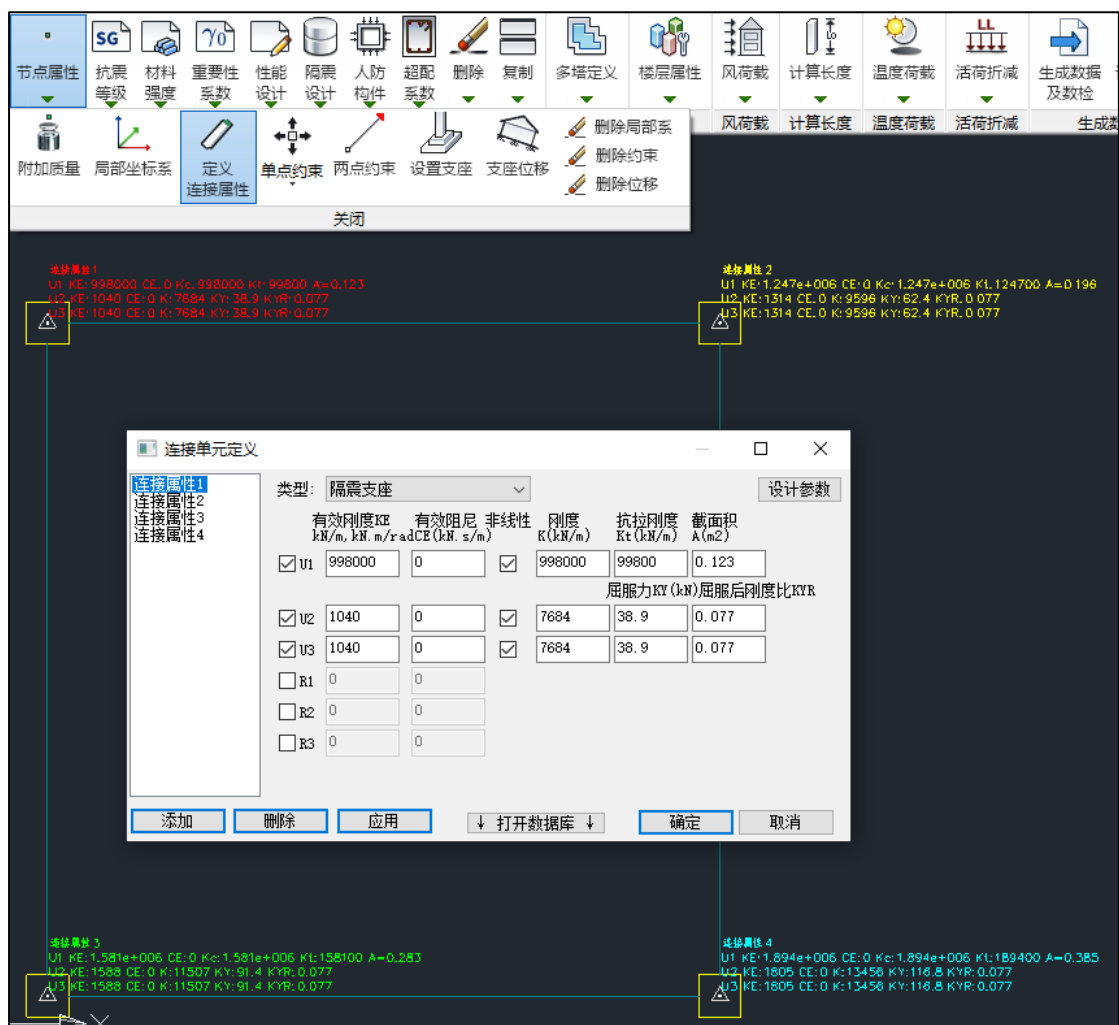 SG γ0 LL
节点属性 抗震等级 材料强度 重要性系数 性能设计 隔震设计 人防构件 超配系数 删除 复制 多塔定义 楼层属性 风荷载 计算长度 温度荷载 活荷折减 生成数据及数检
风荷载 计算长度 温度荷载 活荷折减 生成数
附加质量 局部坐标系 定义连接属性 单点约束 两点约束 设置支座 支座位移
删除局部系
删除约束
删除位移
关闭
连接属性 1
U1 KE:998000 CE:0 Kc:998000 Kt:99800 A=0.123
U2 KE:1040 CE:0 K:7684 KY:38.9 KYR:0.077
U3 KE:1040 CE:0 K:7684 KY:38.9 KYR:0.077
连接属性 2
U1 KE:1.247e+006 CE:0 Kc:1.247e+006 Kt:124700 A=0.196
U2 KE:1314 CE:0 K:9596 KY:62.4 KYR:0.077
U3 KE:1314 CE:0 K:9596 KY:62.4 KYR:0.077
连接单元定义
连接属性1
连接属性2
连接属性3
连接属性4
类型: 隔震支座 设计参数
有效刚度KE 有效阻尼 非线性 刚度 抗拉刚度 截面积
kN/m,kN.m/radCE(kN.s/m) K(kN/m) Kt(kN/m) A(m2)
U1 998000 0 998000 99800 0.123
屈服力KY(kN)屈服后刚度比KYR
U2 1040 0 7684 38.9 0.077
U3 1040 0 7684 38.9 0.077
R1 0 0
R2 0 0
R3 0 0
添加 删除 应用 ↓ 打开数据库 ↓ 确定 取消
连接属性 3
U1 KE:1.581e+006 CE:0 Kc:1.581e+006 Kt:158100 A=0.283
U2 KE:1588 CE:0 K:11507 KY:91.4 KYR:0.077
U3 KE:1588 CE:0 K:11507 KY:91.4 KYR:0.077
连接属性 4
U1 KE:1.894e+006 CE:0 Kc:1.894e+006 Kt:189400 A=0.385
U2 KE:1805 CE:0 K:13456 KY:116.8 KYR:0.077
U3 KE:1805 CE:0 K:13456 KY:116.8 KYR:0.077
X